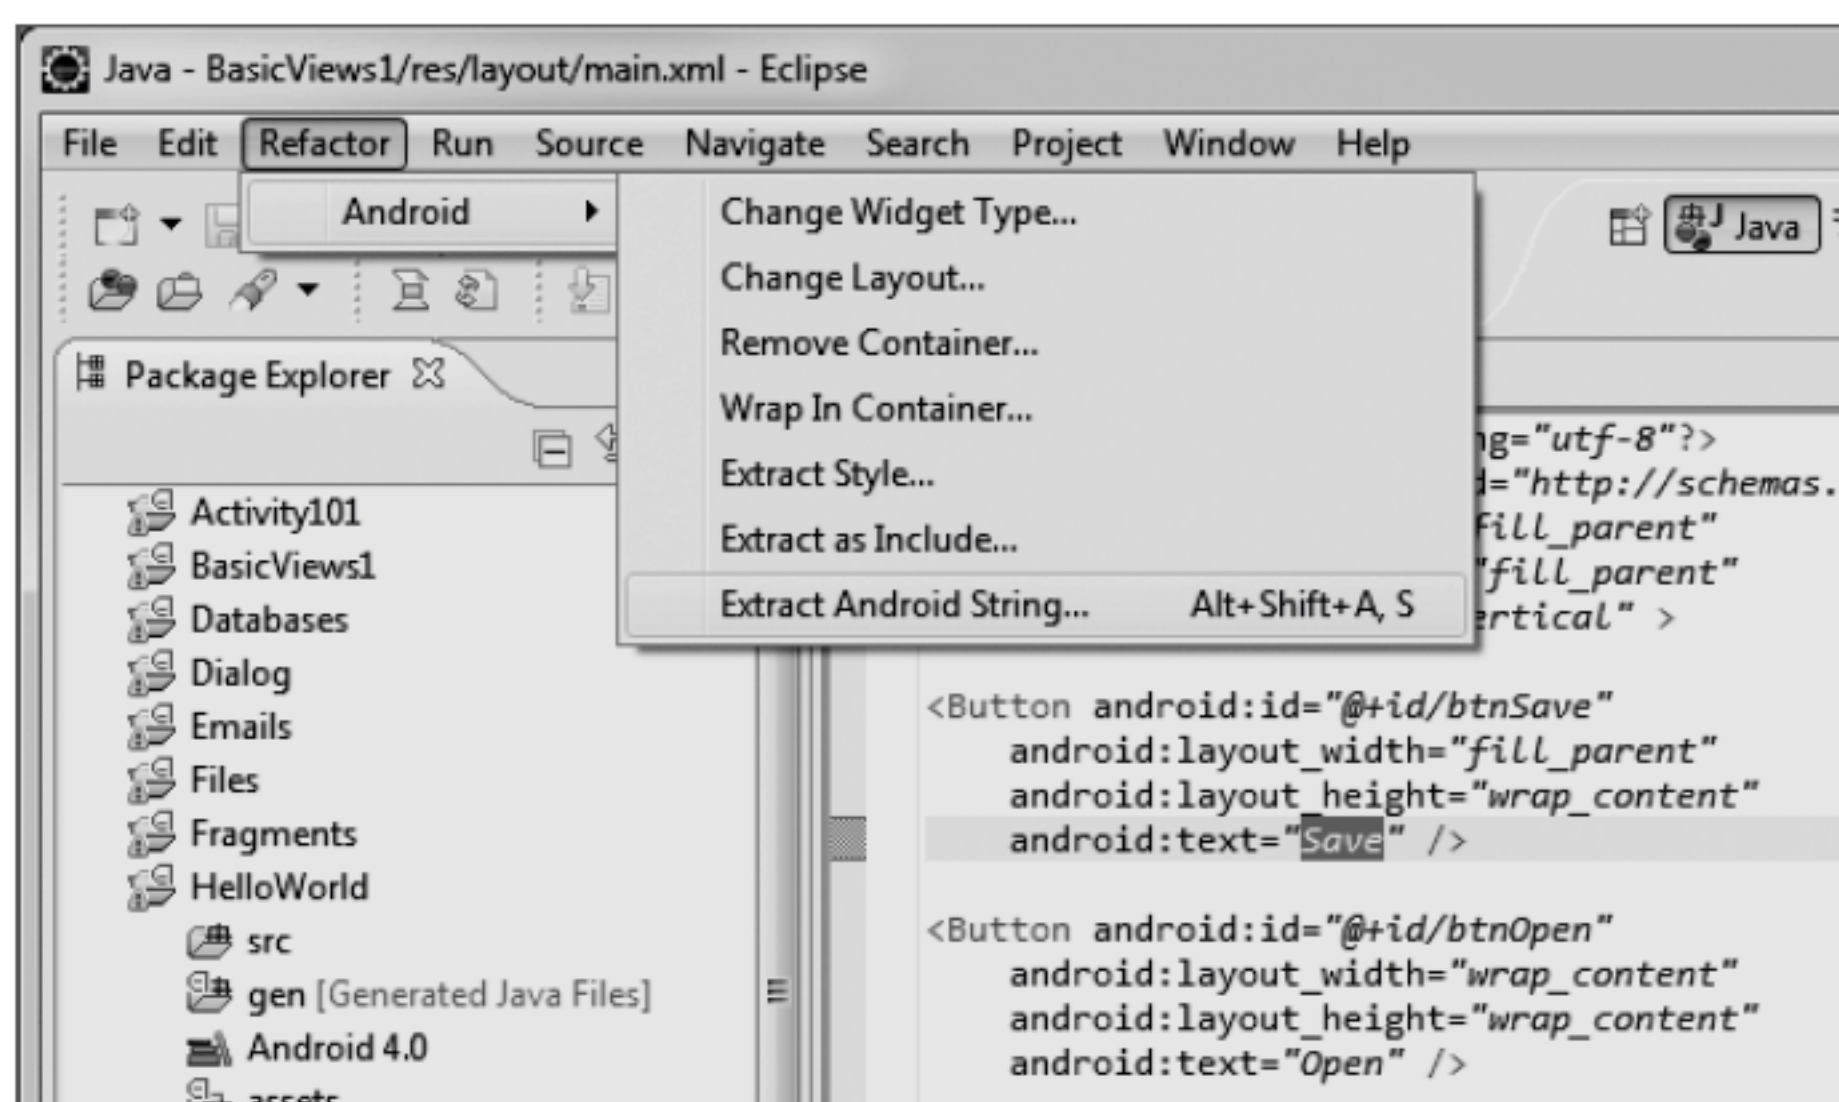 Java - BasicViews1/res/layout/main.xml - Eclipse
File Edit Refactor Run Source Navigate Search Project Window Help
Android
Change Widget Type...
Change Layout...
Remove Container...
Wrap In Container...
Extract Style...
Extract as Include...
Extract Android String... Alt+Shift+A, S
Java
Package Explorer
Activity101
BasicViews1
Databases
Dialog
Emails
Files
Fragments
HelloWorld
src
gen [Generated Java Files]
Android 4.0
assets
ng="utf-8"?>
d="http://schemas.
fill_parent"
"fill_parent"
ertical" >
<Button android:id="@+id/btnSave"
android:layout_width="fill_parent"
android:layout_height="wrap_content"
android:text="Save" />
<Button android:id="@+id/btnOpen"
android:layout_width="wrap_content"
android:layout_height="wrap_content"
android:text="Open" />